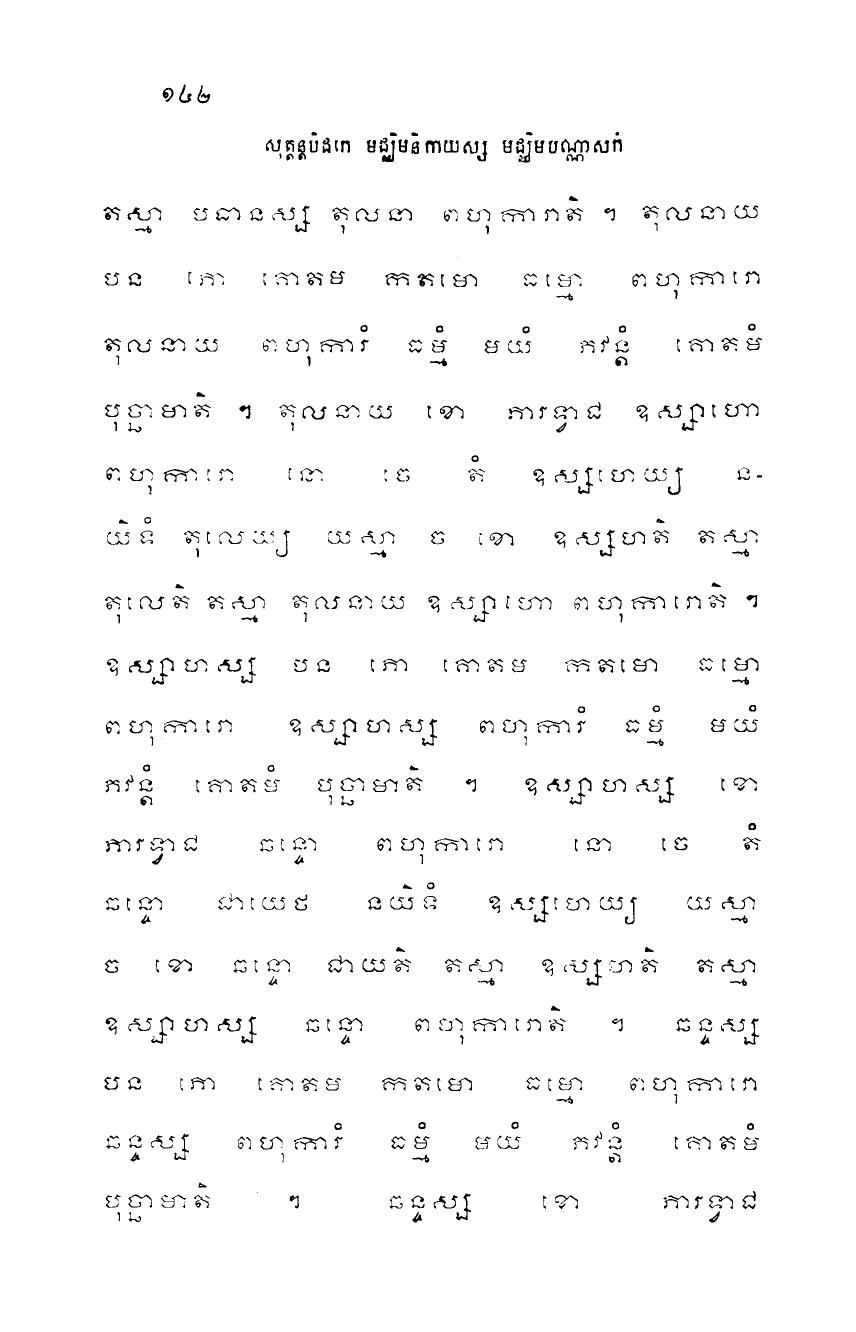 ១៤២
សុត្តន្តបិដកេ មជ្ឈិមនិកាយស្ស មជ្ឈិមបណ្ណាសកំ
តស្មា បធានស្ស តុលនា ពហុការាតិ ។ តុលនាយ
បន ភោ គោតម កតមោ ធម្មោ ពហុការោ
តុលនាយ ពហុការំ ធម្មំ មយំ ភវន្តំ គោតមំ
បុច្ឆាមាតិ ។ តុលនាយ ខោ ភារទ្វាជ ឧស្សាហោ
ពហុការោ នោ ចេ តំ ឧស្សហេយ្យ ន-
យិទំ តុលេយ្យ យស្មា ច ខោ ឧស្សហតិ តស្មា
តុលេតិ តស្មា តុលនាយ ឧស្សាហោ ពហុការោតិ ។
ឧស្សាហស្ស បន ភោ គោតម កតមោ ធម្មោ
ពហុការោ ឧស្សាហស្ស ពហុការំ ធម្មំ មយំ
ភវន្តំ គោតមំ បុច្ឆាមាតិ ។ ឧស្សាហស្ស ខោ
ភារទ្វាជ ឆន្ទោ ពហុការោ នោ ចេ តំ
ឆន្ទោ ជាយេថ នយិទំ ឧស្សហេយ្យ យស្មា
ច ខោ ឆន្ទោ ជាយតិ តស្មា ឧស្សហតិ តស្មា
ឧស្សាហស្ស ឆន្ទោ ពហុការោតិ ។ ឆន្ទស្ស
បន ភោ គោតម កតមោ ធម្មោ ពហុការោ
ឆន្ទស្ស ពហុការំ ធម្មំ មយំ ភវន្តំ គោតមំ
បុច្ឆាមាតិ ។ ឆន្ទស្ស ខោ ភារទ្វាជ